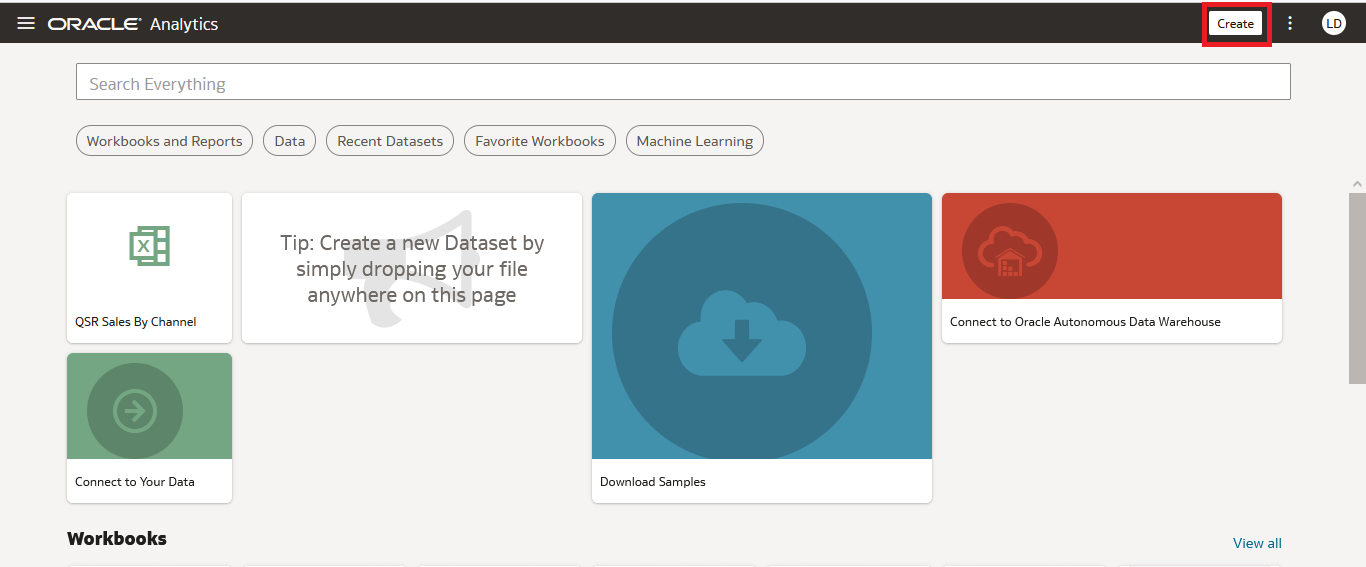 ORACLE Analytics
Create
LD
Search Everything
Workbooks and Reports
Data
Recent Datasets
Favorite Workbooks
Machine Learning
X
QSR Sales By Channel
Tip: Create a new Dataset by
simply dropping your file
anywhere on this page
Download Samples
Connect to Oracle Autonomous Data Warehouse
Connect to Your Data
Workbooks
View all